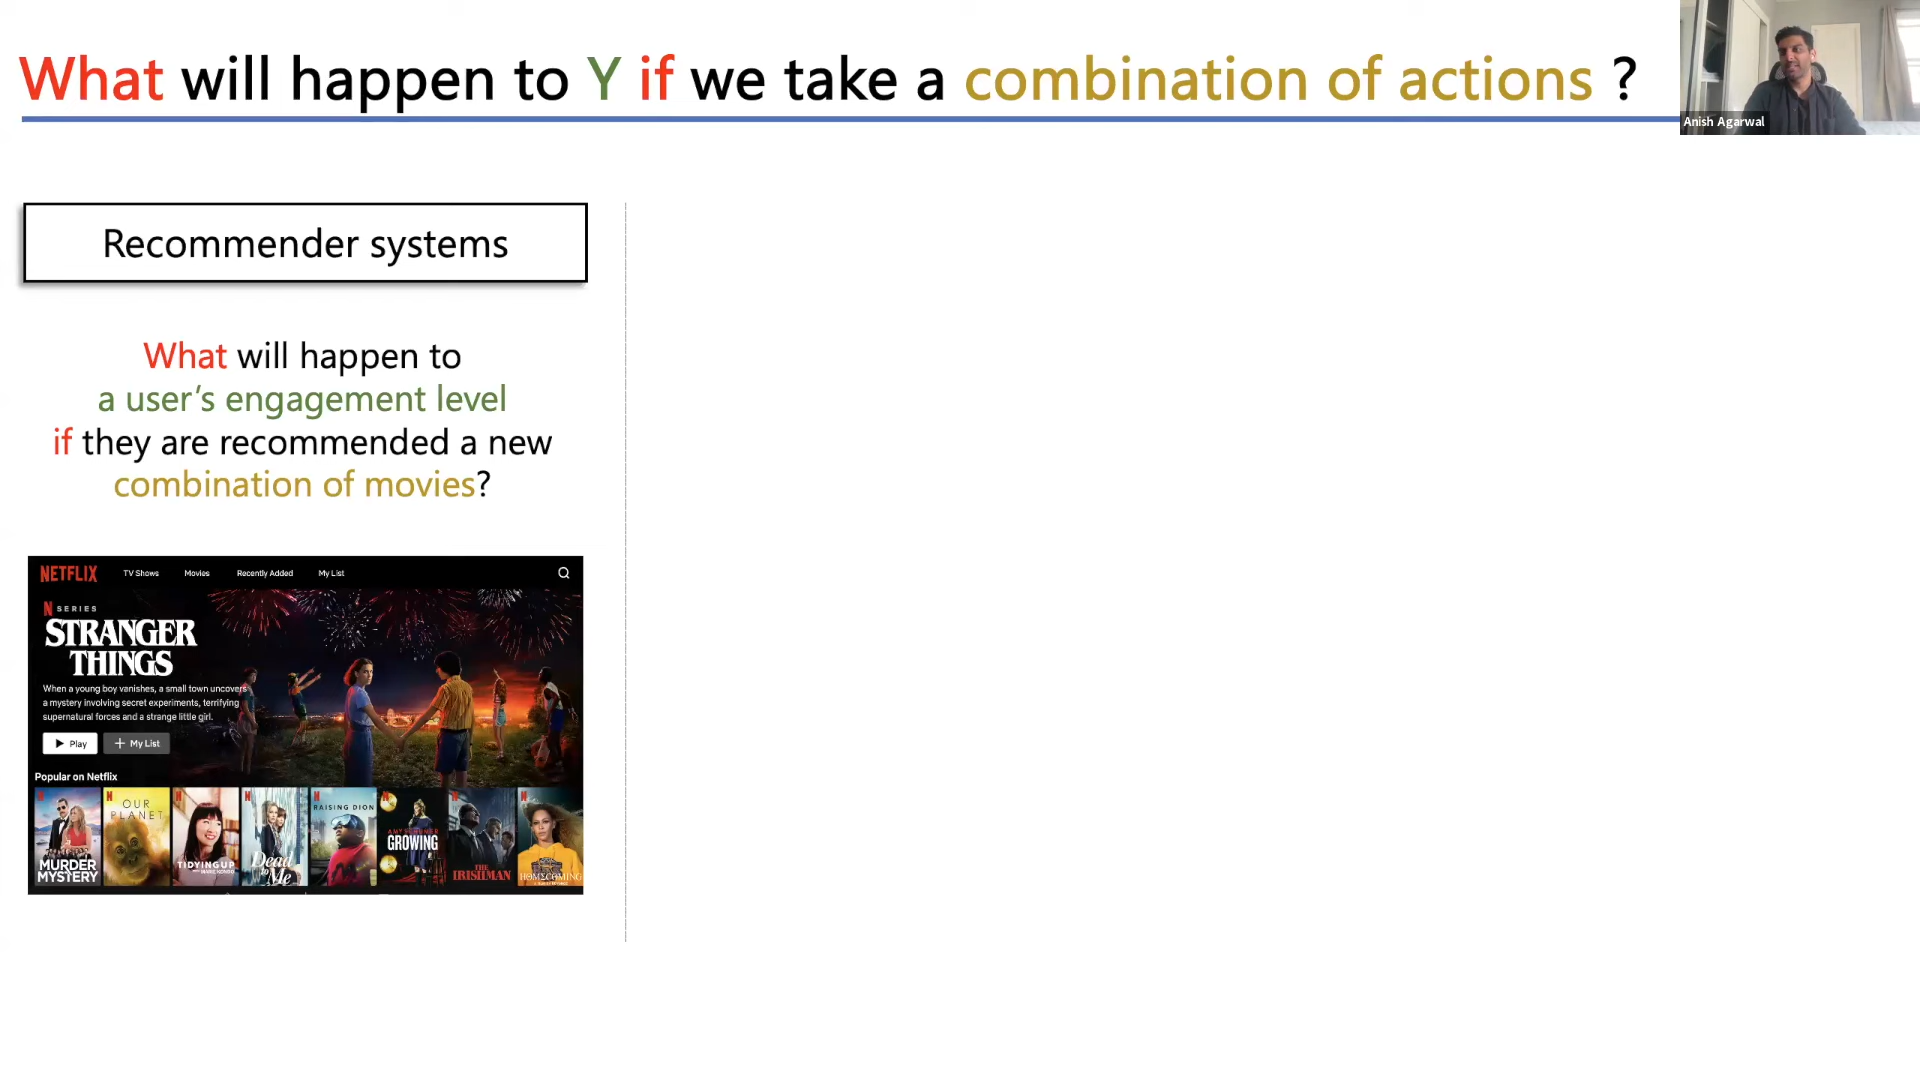 What will happen to Y if we take a combination of actions ?
Anish Agarwal
Recommender systems
What will happen to
a user’s engagement level
if they are recommended a new
combination of movies?
NETFLIX TV Shows Movies Recently Added My List
N SERIES
STRANGER
THINGS
When a young boy vanishes, a small town uncovers
a mystery involving secret experiments, terrifying
supernatural forces and a strange little girl.
Play My List
Popular on Netflix
MURDER
MYSTERY
OUR
PLANET
TIDYING UP
Dead
to Me
RAISING DION
AMY SCHUMER
GROWING
THE
IRISHMAN
HOMECOMING